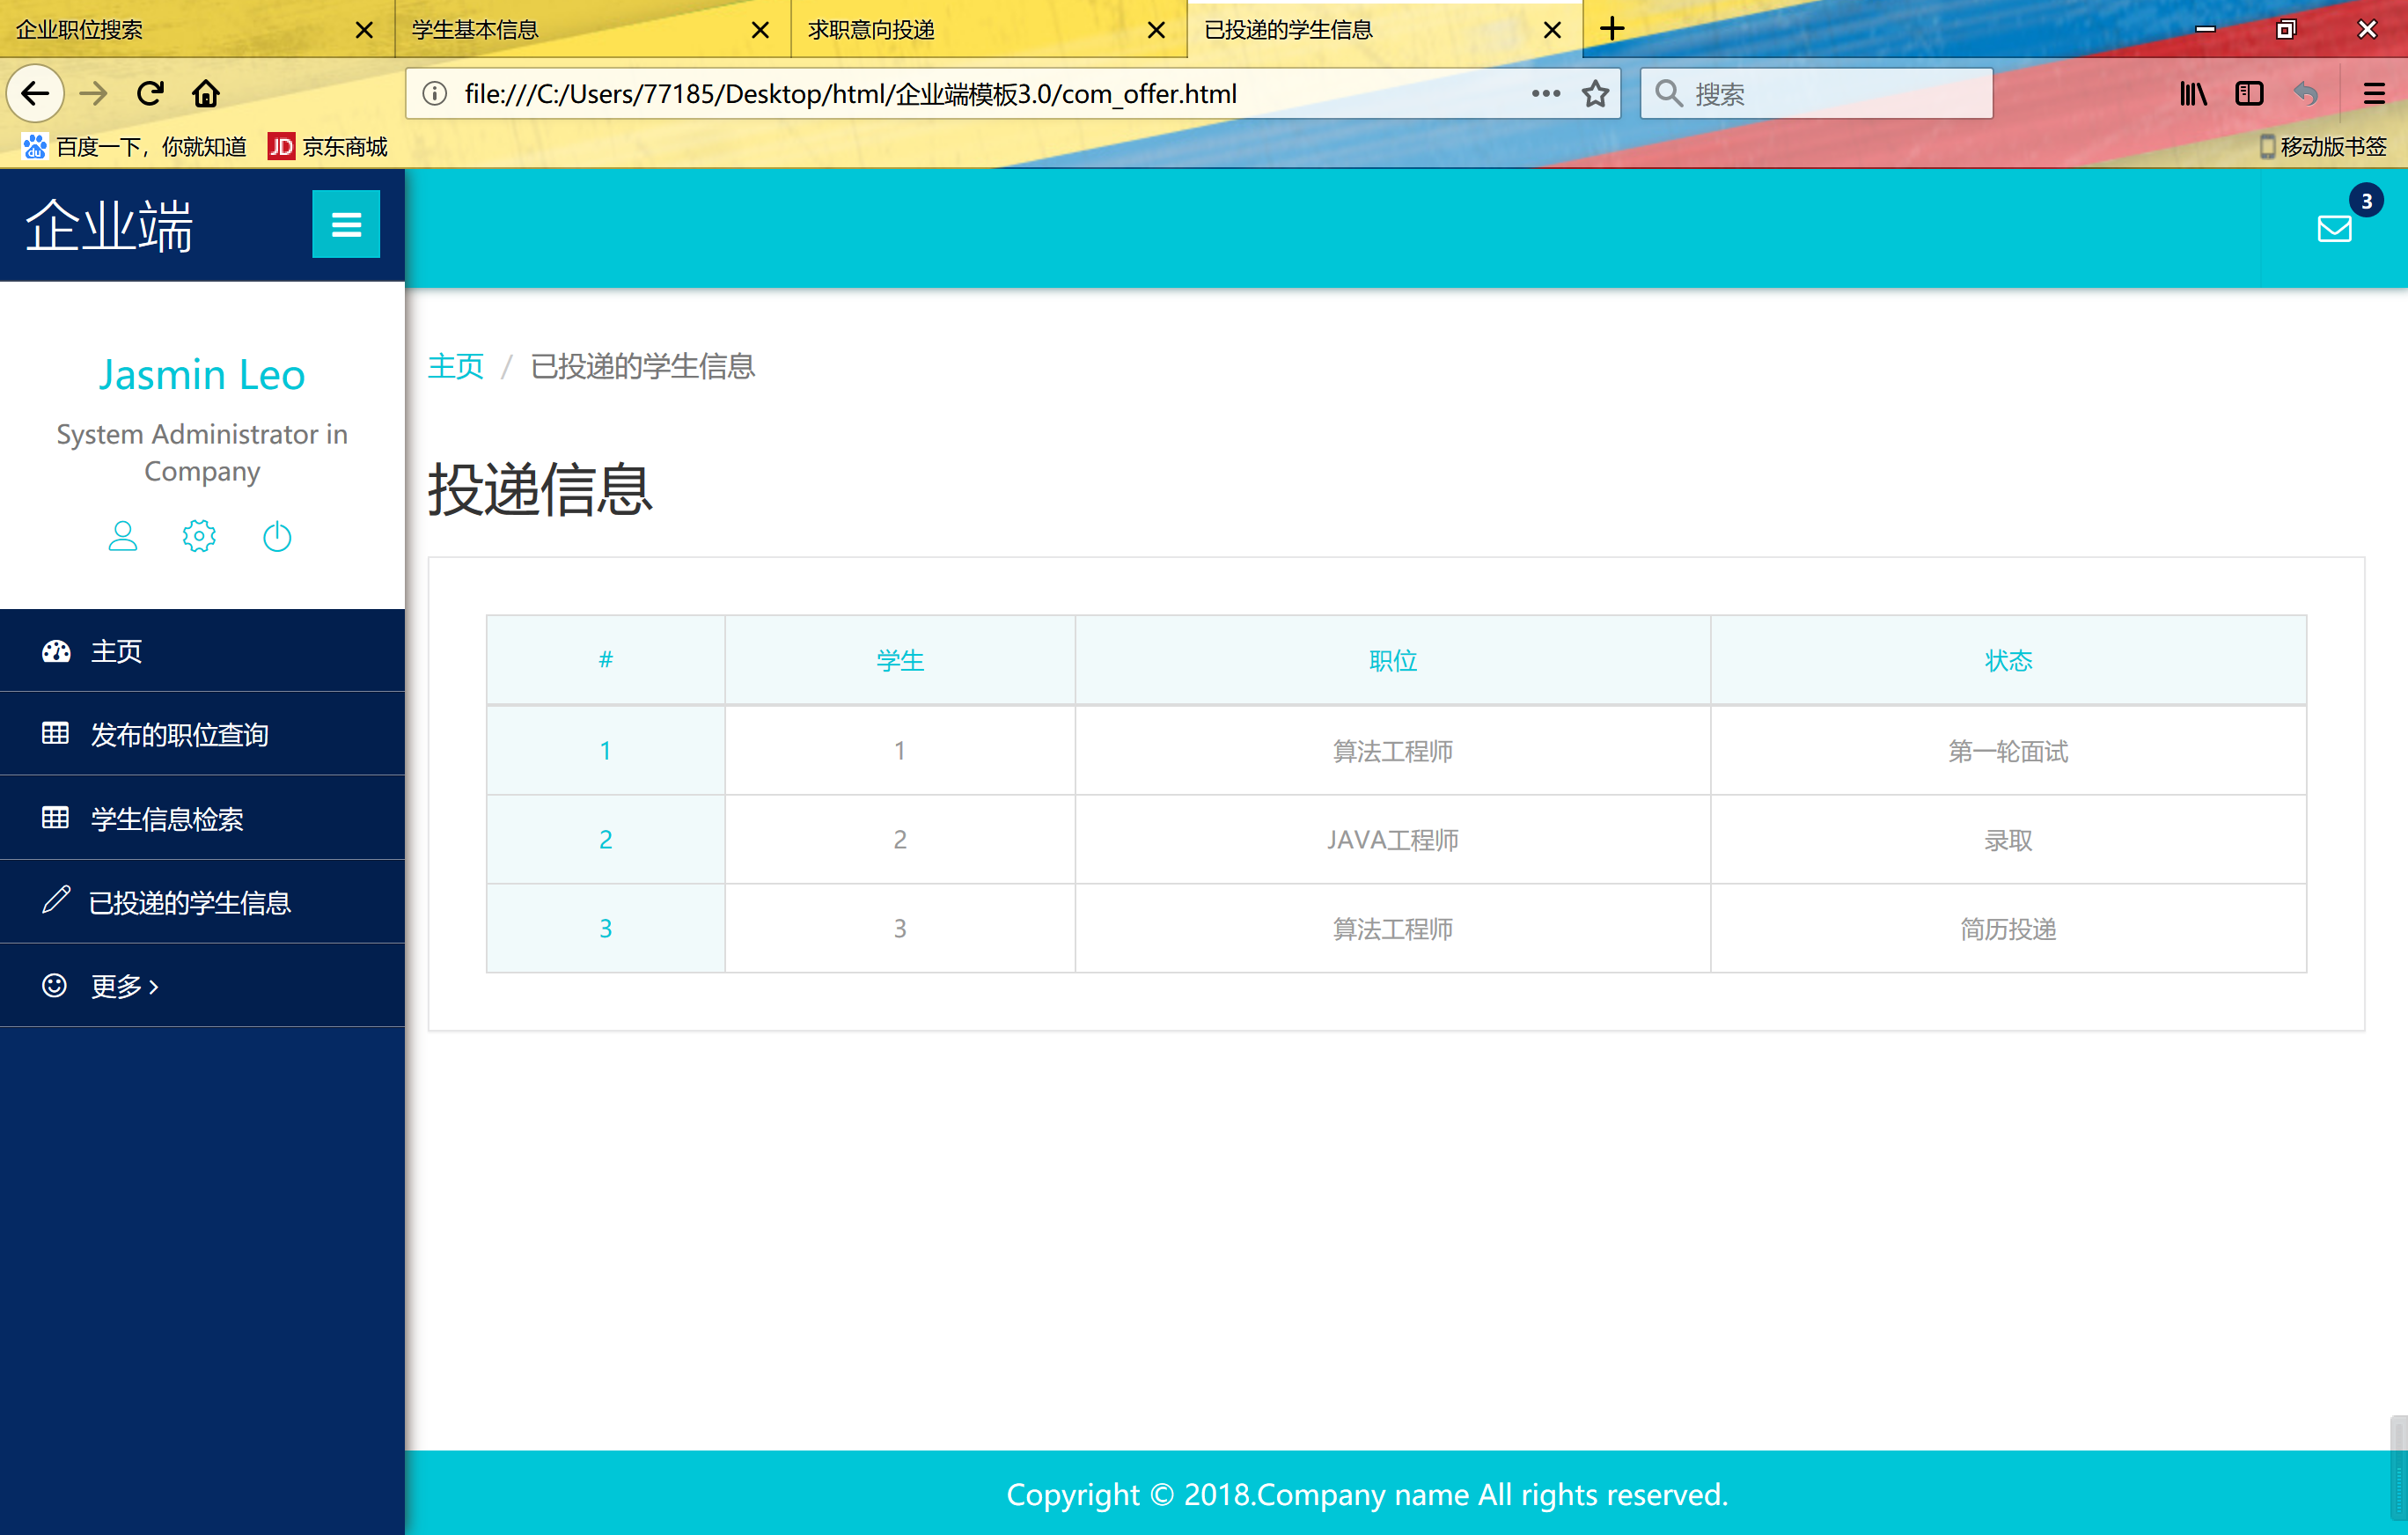 企业职位搜索
学生基本信息
求职意向投递
已投递的学生信息
file:///C:/Users/77185/Desktop/html/企业端模板3.0/com_offer.html
搜索
百度一下，你就知道
JD 京东商城
移动版书签
企业端
3
Jasmin Leo
System Administrator in
Company
主页
发布的职位查询
学生信息检索
已投递的学生信息
更多 ›
主页 / 已投递的学生信息
投递信息
# 学生 职位 状态
1 1 算法工程师 第一轮面试
2 2 JAVA工程师 录取
3 3 算法工程师 简历投递
Copyright © 2018.Company name All rights reserved.